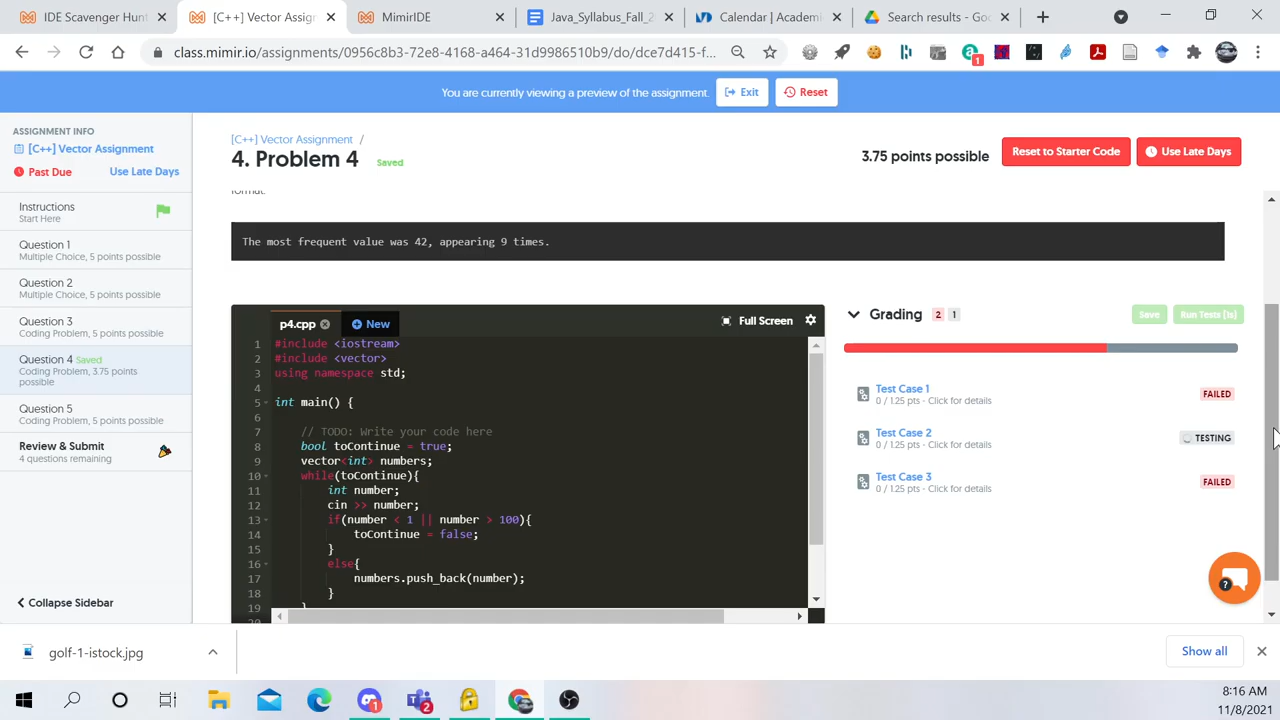 IDE Scavenger Hunt
[C++] Vector Assign
MimirIDE
Java_Syllabus_Fall_2
Calendar | Academic
Search results - Goo
class.mimir.io/assignments/0956c8b3-72e8-4168-a464-31d9986510b9/do/dce7d415-f...
1
You are currently viewing a preview of the assignment.
Exit
Reset
ASSIGNMENT INFO
[C++] Vector Assignment
Past Due
Use Late Days
Instructions
Start Here
Question 1
Multiple Choice, 5 points possible
Question 2
Multiple Choice, 5 points possible
Question 3
Coding Problem, 5 points possible
Question 4 Saved
Coding Problem, 3.75 points
possible
Question 5
Coding Problem, 5 points possible
Review & Submit
4 questions remaining
Collapse Sidebar
[C++] Vector Assignment /
4. Problem 4
Saved
3.75 points possible
Reset to Starter Code
Use Late Days
format:
The most frequent value was 42, appearing 9 times.
p4.cpp
New
Full Screen
1 #include <iostream>
2 #include <vector>
3 using namespace std;
4
5 int main() {
6
7 // TODO: Write your code here
8 bool toContinue = true;
9 vector<int> numbers;
10 while(toContinue){
11 int number;
12 cin >> number;
13 if(number < 1 || number > 100){
14 toContinue = false;
15 }
16 else{
17 numbers.push_back(number);
18 }
19 }
20
Grading 2 1
Save
Run Tests (1s)
Test Case 1
0 / 1.25 pts - Click for details
FAILED
Test Case 2
0 / 1.25 pts - Click for details
TESTING
Test Case 3
0 / 1.25 pts - Click for details
FAILED
golf-1-istock.jpg
Show all
1
2
8:16 AM
11/8/2021